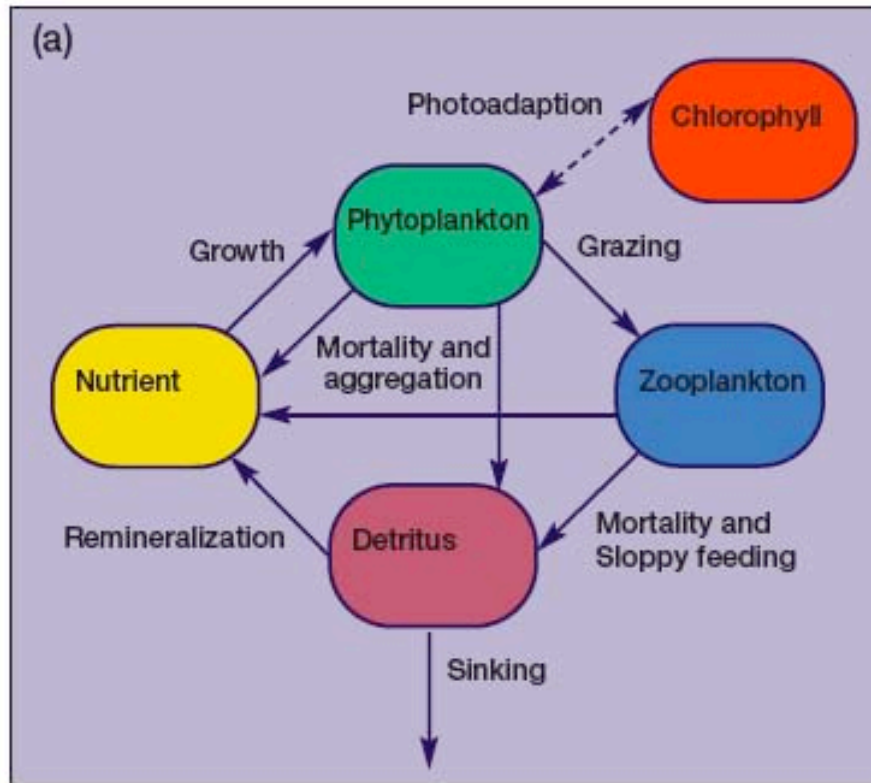 (a)
Photoadaption
Chlorophyll
Phytoplankton
Growth
Grazing
Mortality and
aggregation
Nutrient
Zooplankton
Remineralization
Detritus
Mortality and
Sloppy feeding
Sinking